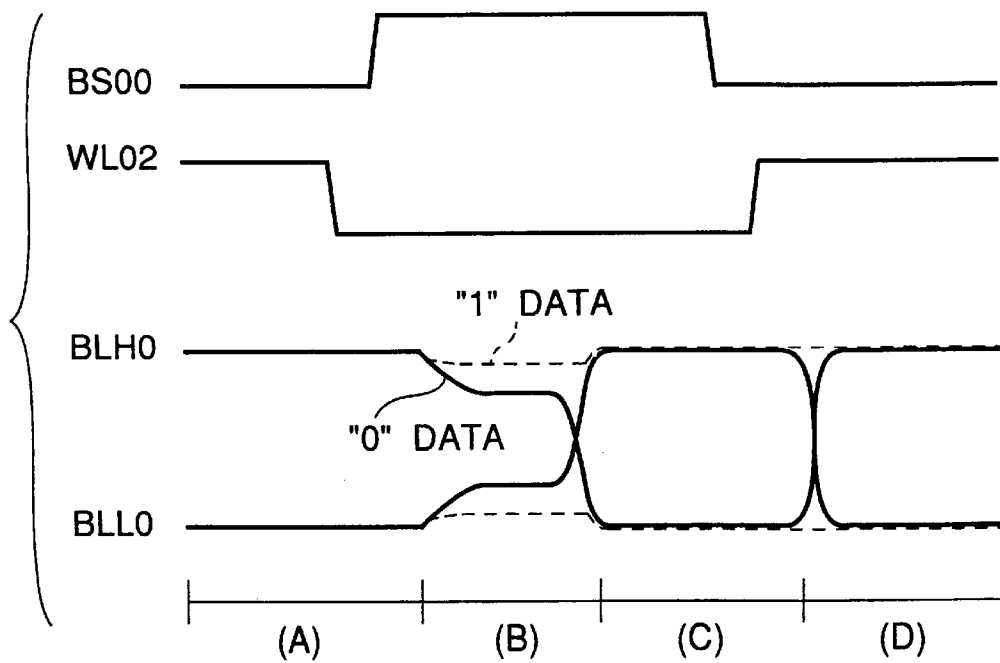 BS00
WL02
"1" DATA
BLH0
"0" DATA
BLL0
(A) (B) (C) (D)